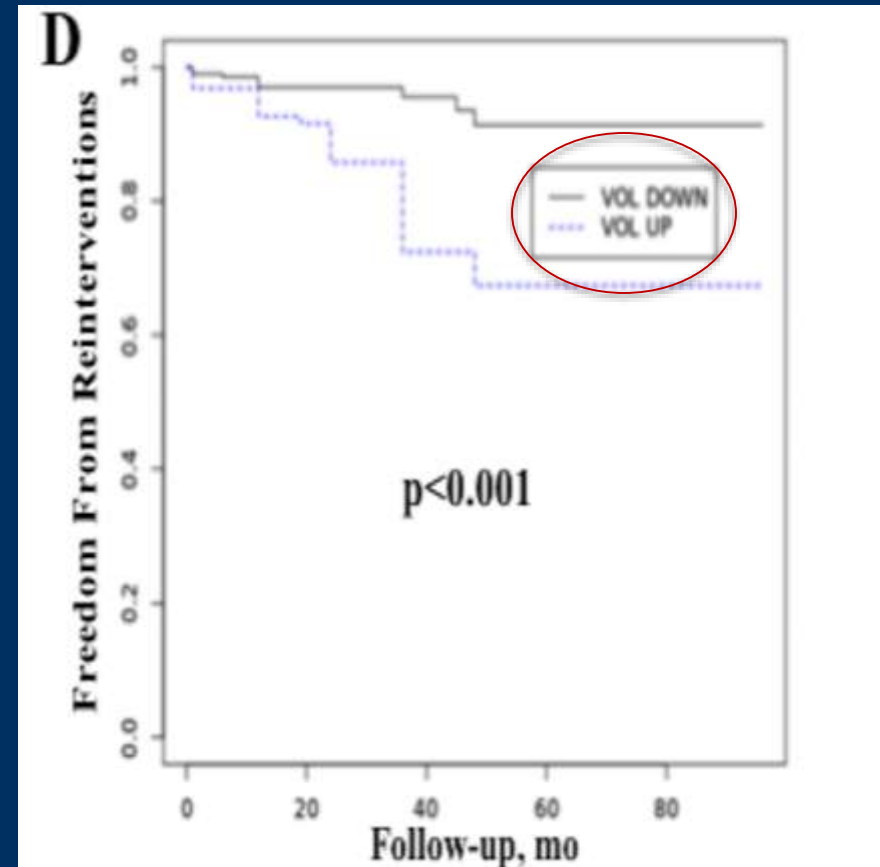 D
Freedom From Reinterventions
1.0
0.8
0.6
0.4
0.2
0.0
VOL DOWN
VOL UP
p<0.001
0 20 40 60 80
Follow-up, mo